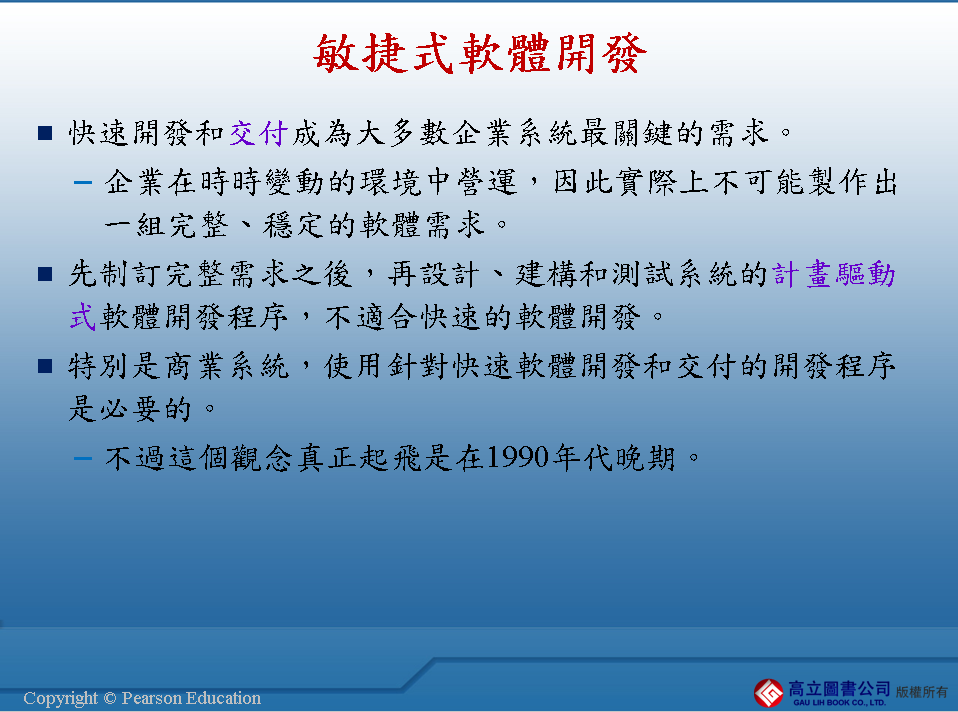 敏捷式軟體開發
快速開發和交付成為大多數企業系統最關鍵的需求。
企業在時時變動的環境中營運，因此實際上不可能製作出
一組完整、穩定的軟體需求。
先制訂完整需求之後，再設計、建構和測試系統的計畫驅動
式軟體開發程序，不適合快速的軟體開發。
特別是商業系統，使用針對快速軟體開發和交付的開發程序
是必要的。
不過這個觀念真正起飛是在1990年代晚期。
Copyright © Pearson Education
高立圖書公司 版權所有
GAU LIH BOOK CO., LTD.